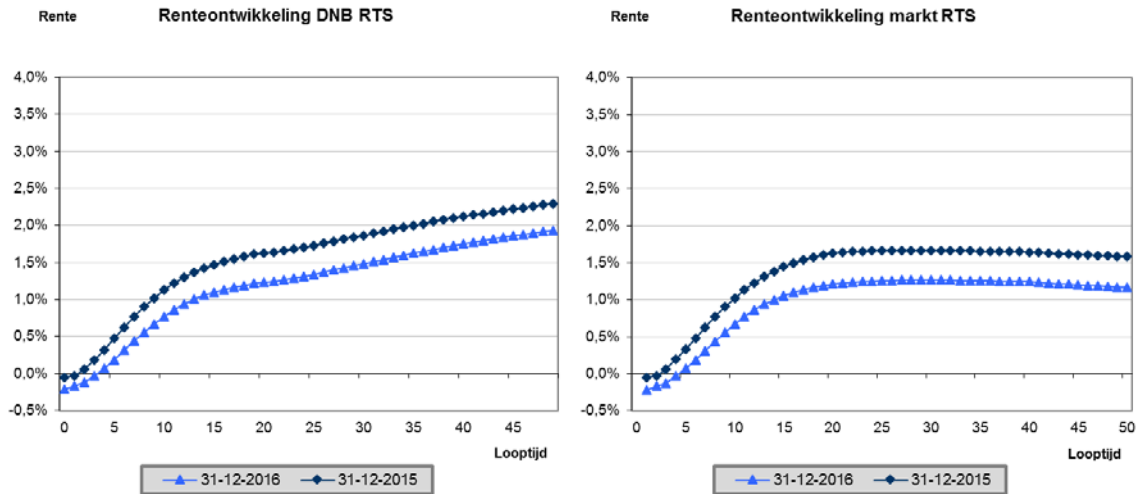 Rente
Renteontwikkeling DNB RTS
4,0%
3,5%
3,0%
2,5%
2,0%
1,5%
1,0%
0,5%
0,0%
-0,5%
0 5 10 15 20 25 30 35 40 45
Looptijd
31-12-2016 31-12-2015
Rente
Renteontwikkeling markt RTS
4,0%
3,5%
3,0%
2,5%
2,0%
1,5%
1,0%
0,5%
0,0%
-0,5%
0 5 10 15 20 25 30 35 40 45 50
Looptijd
31-12-2016 31-12-2015